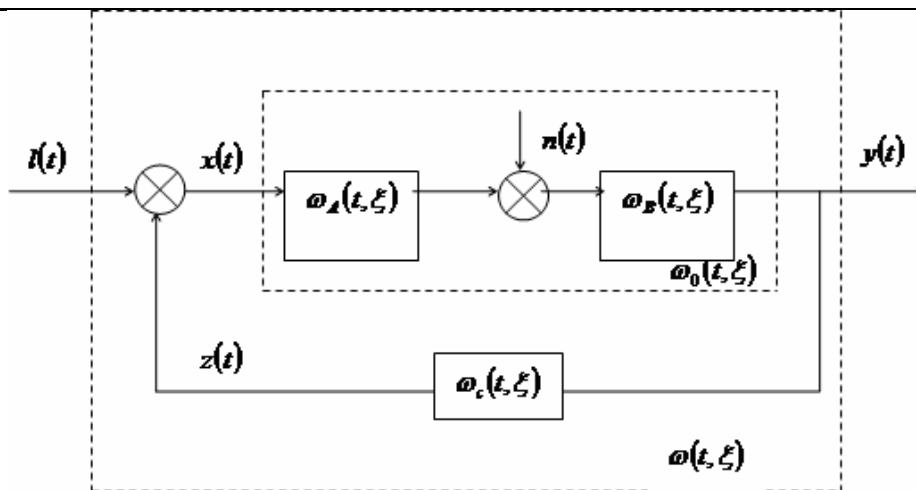 l(t)
x(t)
n(t)
y(t)
ω_A(t,ξ)
ω_B(t,ξ)
ω_0(t,ξ)
z(t)
ω_c(t,ξ)
ω(t,ξ)